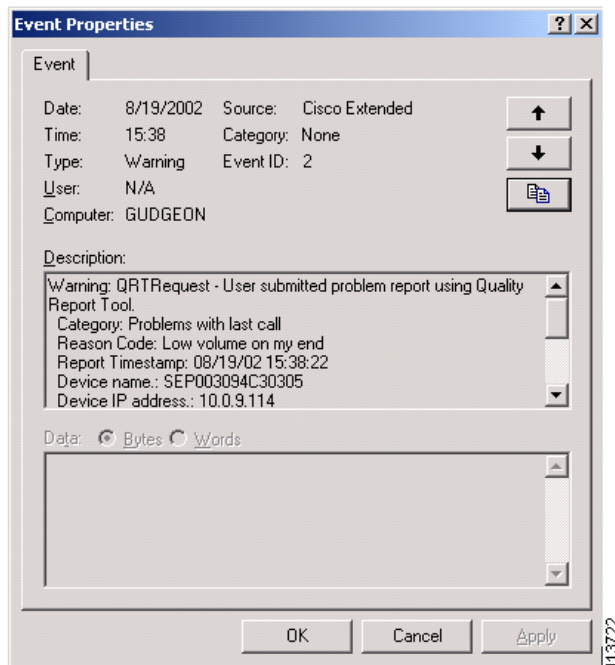 Event Properties
Event
Date: 8/19/2002 Source: Cisco Extended
Time: 15:38 Category: None
Type: Warning Event ID: 2
User: N/A
Computer: GUDGEON
Description:
Warning: QRTRequest - User submitted problem report using Quality
Report Tool.
Category: Problems with last call
Reason Code: Low volume on my end
Report Timestamp: 08/19/02 15:38:22
Device name.: SEP003094C30305
Device IP address.: 10.0.9.114
Data: Bytes Words
OK Cancel Apply